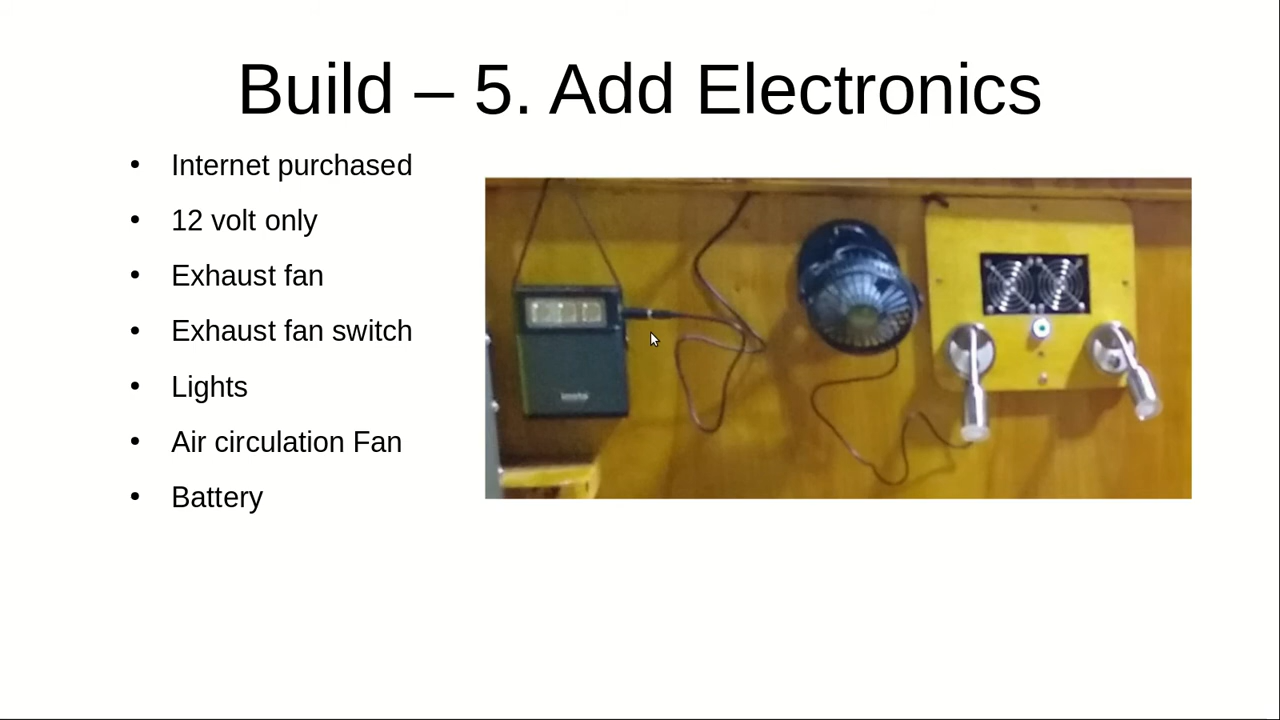 Build – 5. Add Electronics
• Internet purchased
• 12 volt only
• Exhaust fan
• Exhaust fan switch
• Lights
• Air circulation Fan
• Battery